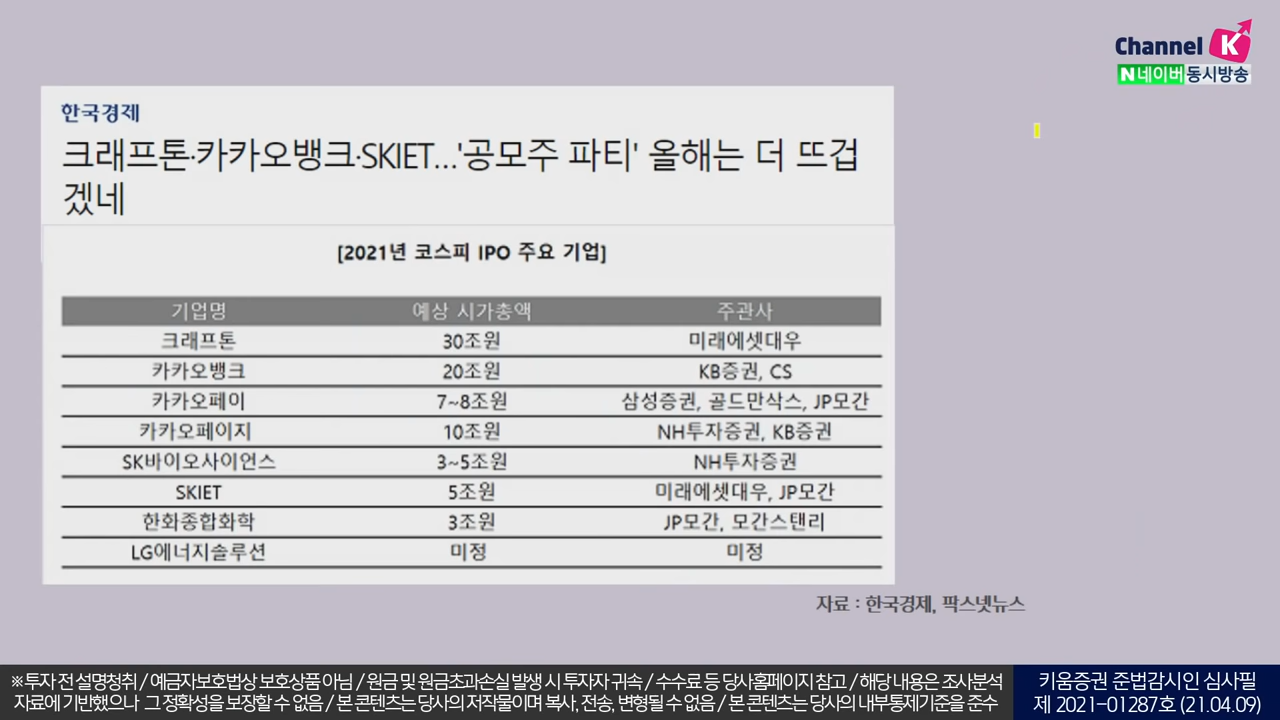 Channel K
N네이버 동시방송
한국경제
크래프톤·카카오뱅크·SKIET...'공모주 파티' 올해는 더 뜨겁
겠네
[2021년 코스피 IPO 주요 기업]
기업명 예상 시가총액 주관사
크래프톤 30조원 미래에셋대우
카카오뱅크 20조원 KB증권, CS
카카오페이 7~8조원 삼성증권, 골드만삭스, JP모간
카카오페이지 10조원 NH투자증권, KB증권
SK바이오사이언스 3~5조원 NH투자증권
SKIET 5조원 미래에셋대우, JP모간
한화종합화학 3조원 JP모간, 모간스탠리
LG에너지솔루션 미정 미정
자료 : 한국경제, 팍스넷뉴스
※투자 전 설명청취 / 예금자보호법상 보호상품 아님 / 원금 및 원금초과손실 발생 시 투자자 귀속 / 수수료 등 당사홈페이지 참고 / 해당 내용은 조사분석
자료에 기반했으나 그 정확성을 보장할 수 없음 / 본 콘텐츠는 당사의 저작물이며 복사, 전송, 변형될 수 없음 / 본 콘텐츠는 당사의 내부통제기준을 준수
키움증권 준법감시인 심사필
제 2021-01287호 (21.04.09)